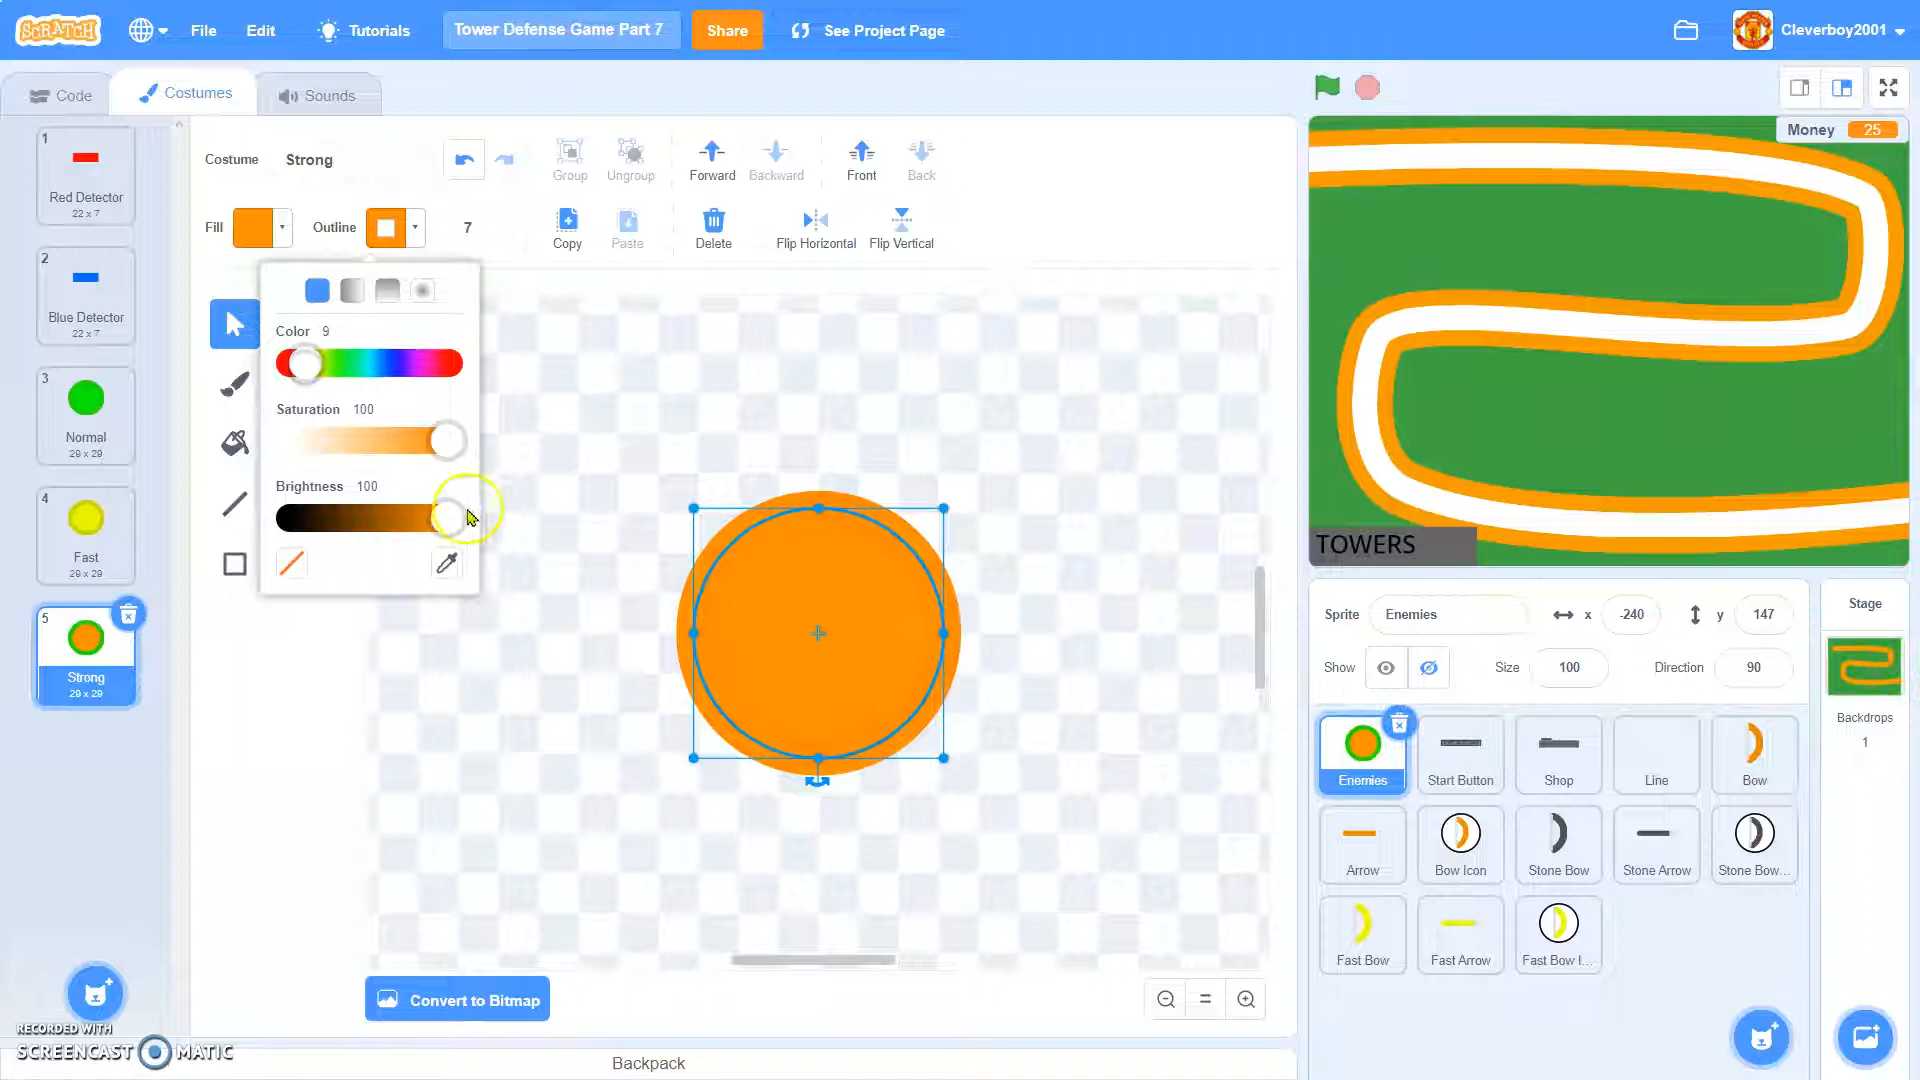 SCRATCH
File
Edit
Tutorials
Tower Defense Game Part 7
Share
See Project Page
Cleverboy2001
Code
Costumes
Sounds
1
Red Detector
22 x 7
2
Blue Detector
22 x 7
3
Normal
29 x 29
4
Fast
29 x 29
5
Strong
29 x 29
Costume
Strong
Group
Ungroup
Forward
Backward
Front
Back
Fill
Outline
7
Copy
Paste
Delete
Flip Horizontal
Flip Vertical
Color 9
Saturation 100
Brightness 100
Convert to Bitmap
Backpack
Money 25
TOWERS
Sprite
Enemies
x
-240
y
147
Show
Size
100
Direction
90
Stage
Backdrops
1
Enemies
Start Button
Shop
Line
Bow
Arrow
Bow Icon
Stone Bow
Stone Arrow
Stone Bow...
Fast Bow
Fast Arrow
Fast Bow I...
RECORDED WITH
SCREENCAST MATIC